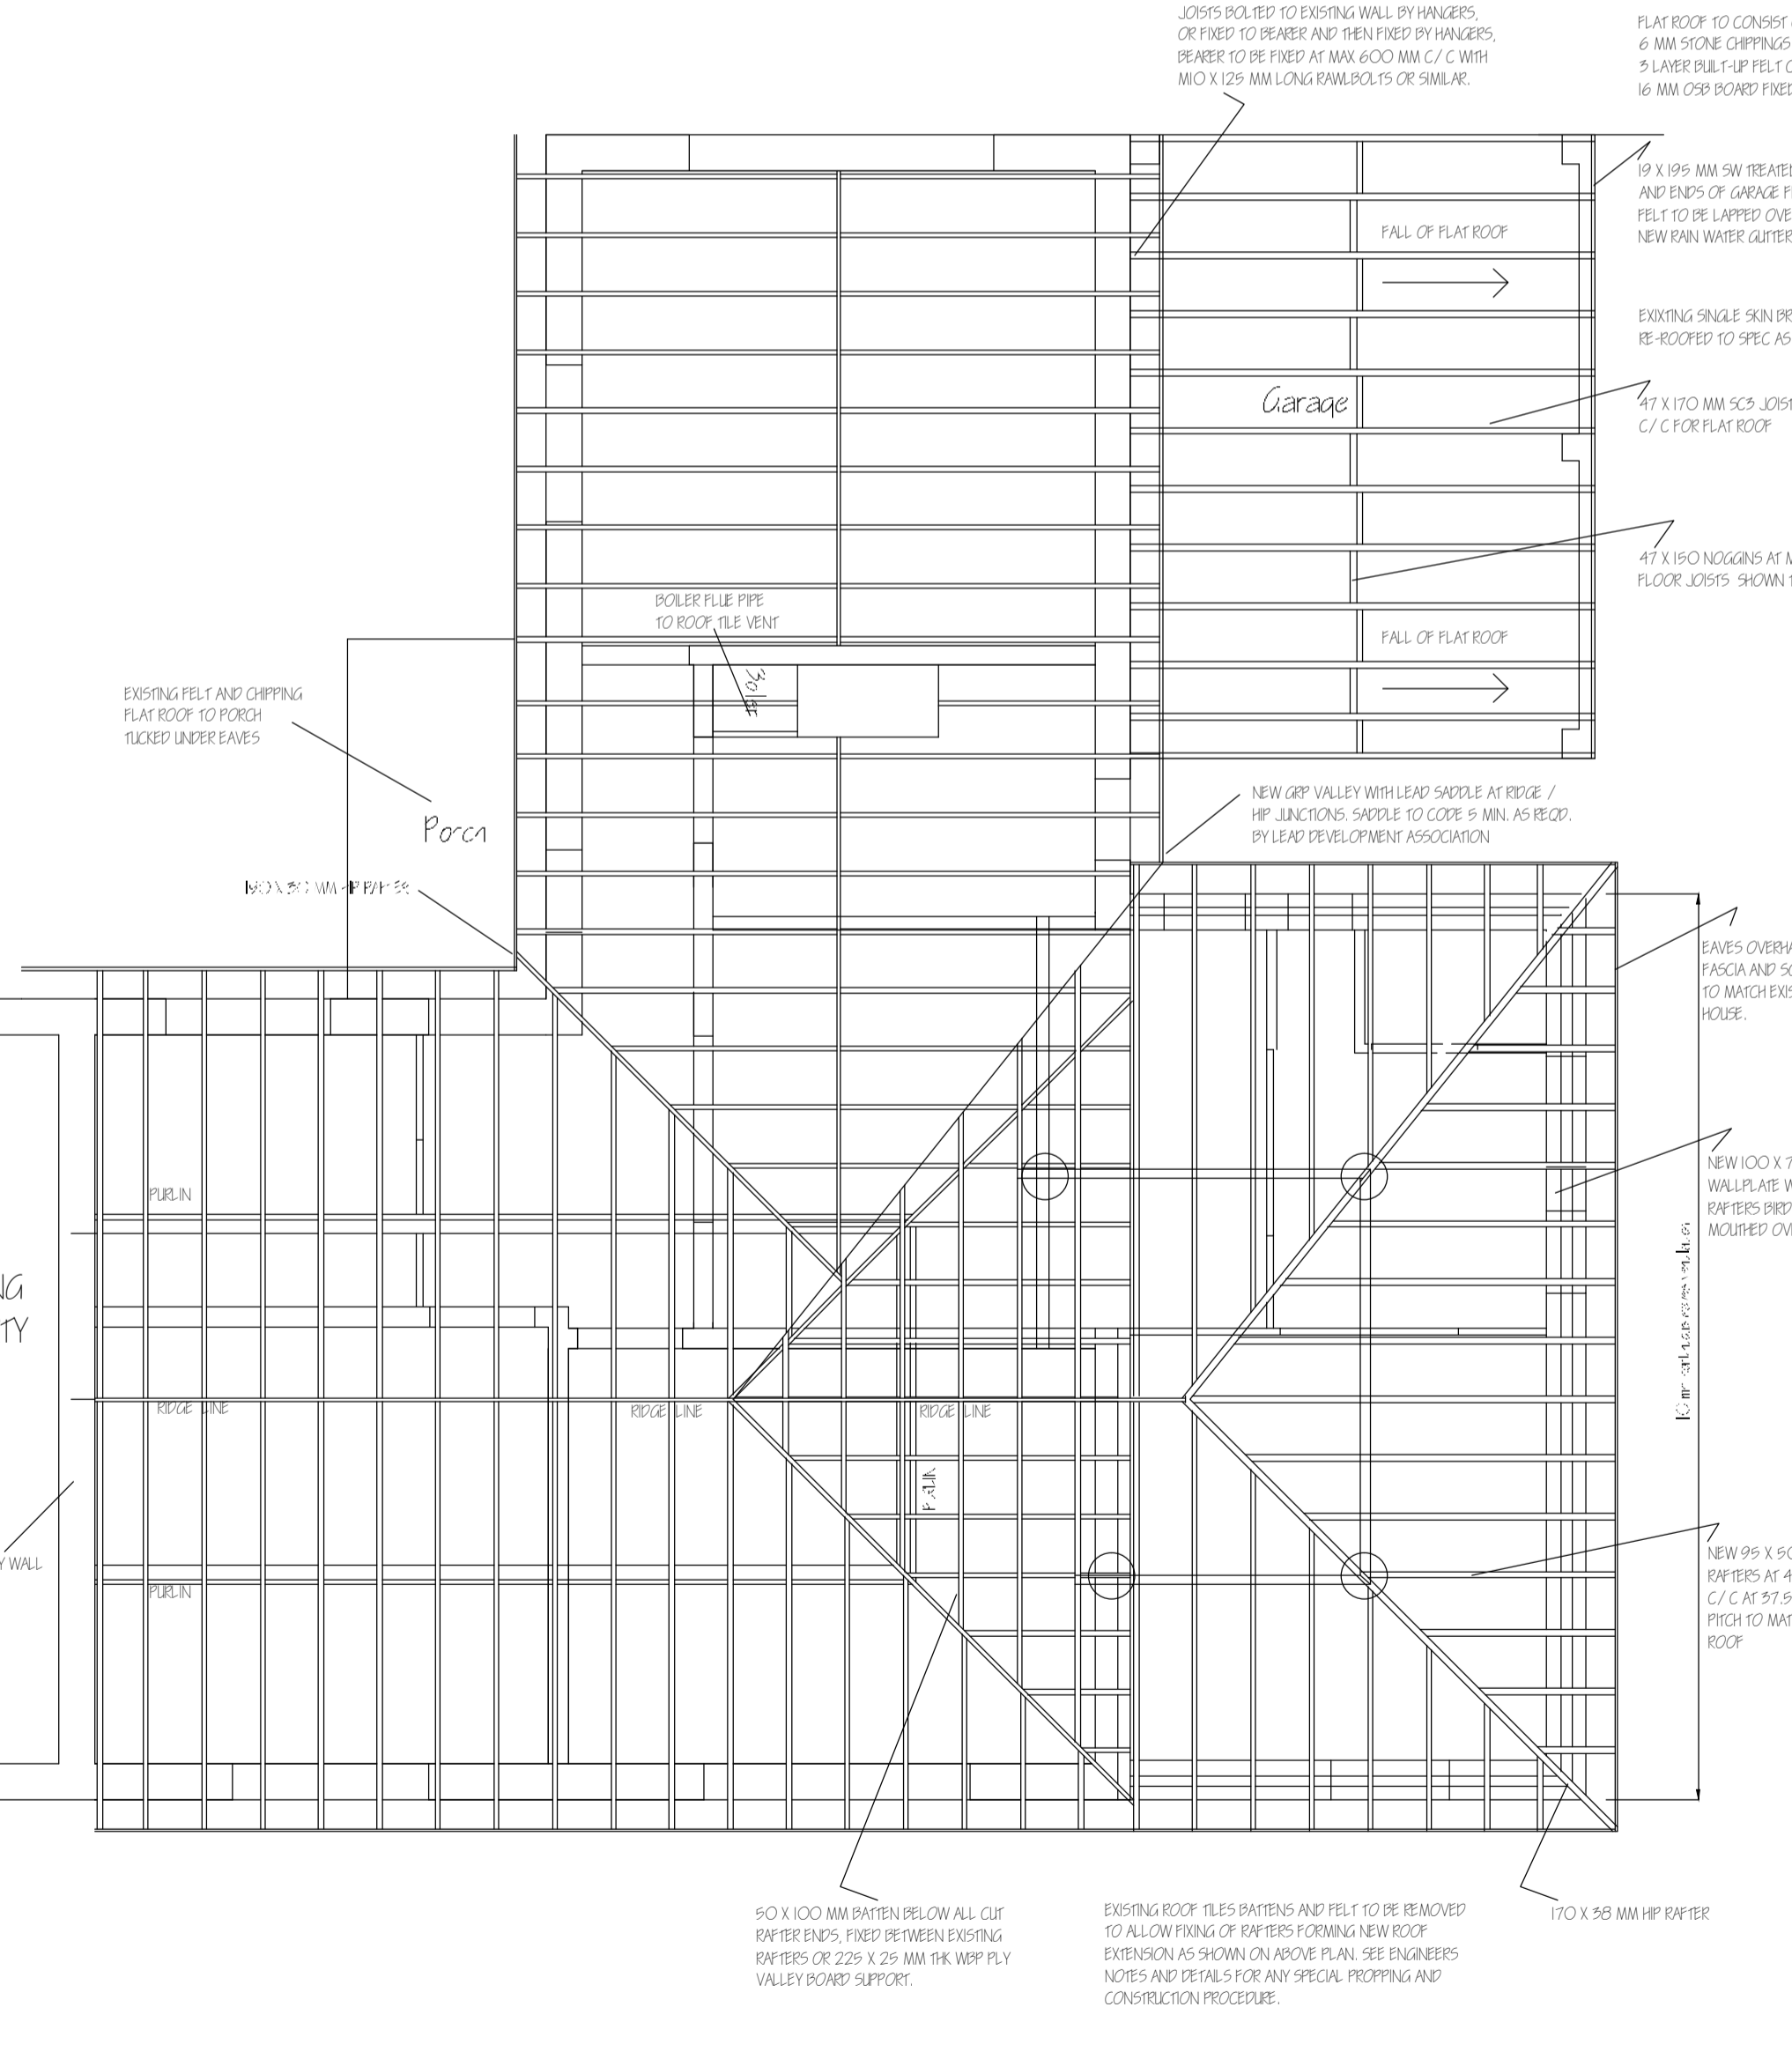 JOISTS BOLTED TO EXISTING WALL BY HANGERS,
OR FIXED TO BEARER AND THEN FIXED BY HANGERS,
BEARER TO BE FIXED AT MAX 600 MM C/C WITH
M10 X 125 MM LONG RAWLBOLTS OR SIMILAR.
FLAT ROOF TO CONSIST
6 MM STONE CHIPPINGS
3 LAYER BUILT-UP FELT
16 MM OSB BOARD FIXED
19 X 195 MM SW TREATED
AND ENDS OF GARAGE
FELT TO BE LAPPED
NEW RAIN WATER GUTTER
FALL OF FLAT ROOF
EXIXTING SINGLE SKIN
RE-ROOFED TO SPEC AS
Garage
47 X 170 MM SC3
C/C FOR FLAT ROOF
47 X 150 NOGGINS AT
FLOOR JOISTS SHOWN
FALL OF FLAT ROOF
BOILER FLUE PIPE
TO ROOF TILE VENT
EXISTING FELT AND CHIPPING
FLAT ROOF TO PORCH
TUCKED UNDER EAVES
Porch
NEW GRP VALLEY WITH LEAD SADDLE AT RIDGE /
HIP JUNCTIONS. SADDLE TO CODE 5 MIN. AS REQD.
BY LEAD DEVELOPMENT ASSOCIATION
EAVES
FASCIA AND
TO MATCH
HOUSE.
NEW 100 X
WALLPLATE
RAFTERS
MOUTHED
PURLIN
RIDGE LINE
RIDGE LINE
RIDGE LINE
PURLIN
WALL
PURLIN
NEW 95 X
RAFTERS AT
C/C AT 37.5
PITCH TO
ROOF
50 X 100 MM BATTEN BELOW ALL CUT
RAFTER ENDS, FIXED BETWEEN EXISTING
RAFTERS OR 225 X 25 MM THK WBP PLY
VALLEY BOARD SUPPORT.
EXISTING ROOF TILES BATTENS AND FELT TO BE REMOVED
TO ALLOW FIXING OF RAFTERS FORMING NEW ROOF
EXTENSION AS SHOWN ON ABOVE PLAN. SEE ENGINEERS
NOTES AND DETAILS FOR ANY SPECIAL PROPPING AND
CONSTRUCTION PROCEDURE.
170 X 38 MM HIP RAFTER